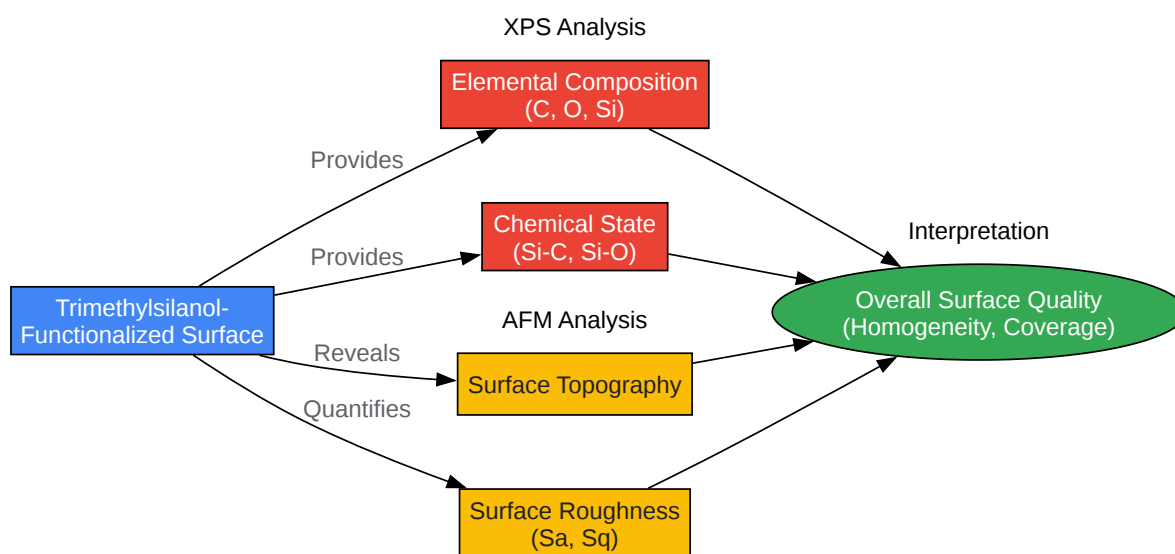 XPS Analysis
Elemental Composition
(C, O, Si)
Provides
Chemical State
(Si-C, Si-O)
Provides
Interpretation
Trimethylsilanol-
Functionalized Surface
Overall Surface Quality
(Homogeneity, Coverage)
AFM Analysis
Reveals
Surface Topography
Quantifies
Surface Roughness
(Sa, Sq)